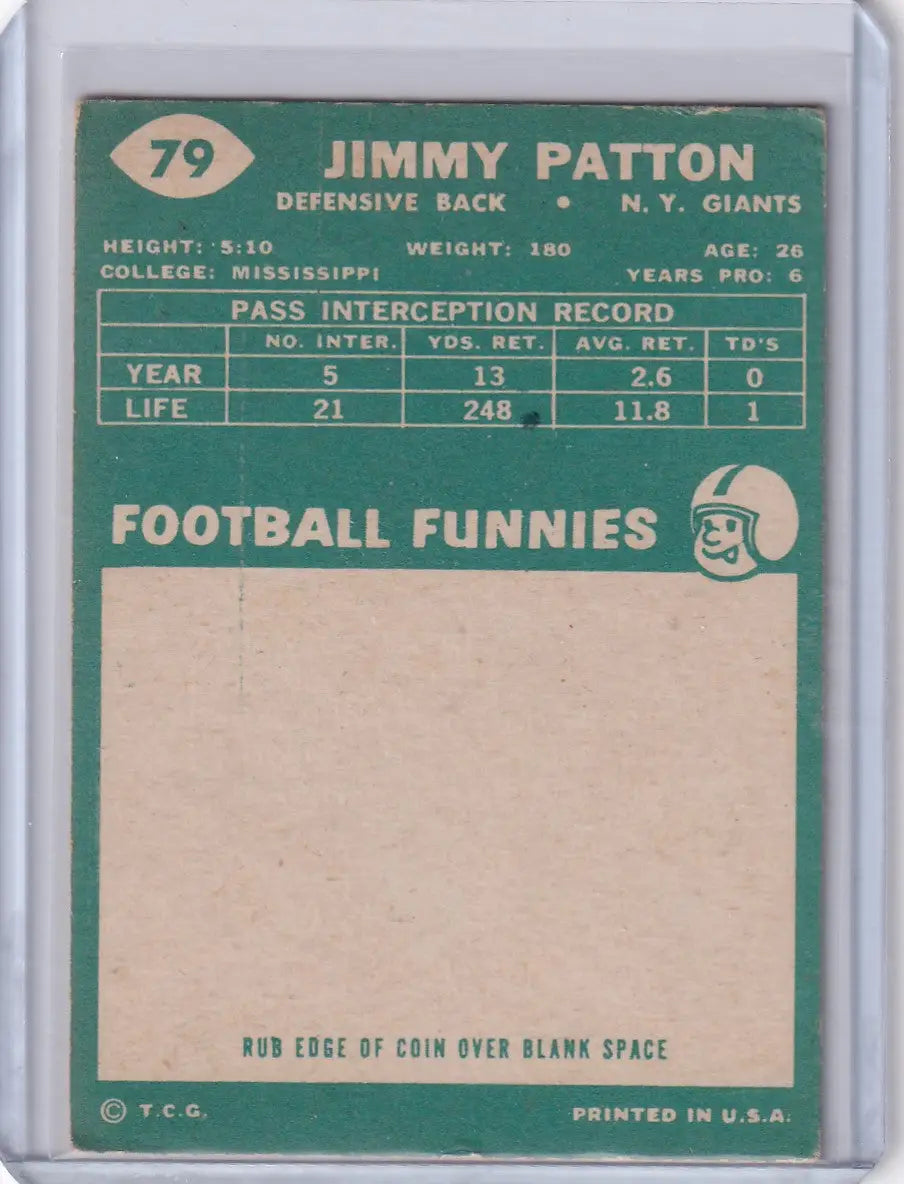 79
JIMMY PATTON
DEFENSIVE BACK • N. Y. GIANTS
HEIGHT: 5:10 WEIGHT: 180 AGE: 26
COLLEGE: MISSISSIPPI YEARS PRO: 6
PASS INTERCEPTION RECORD
NO. INTER. YDS. RET. AVG. RET. TD'S
YEAR 5 13 2.6 0
LIFE 21 248 11.8 1
FOOTBALL FUNNIES
RUB EDGE OF COIN OVER BLANK SPACE
© T.C.G. PRINTED IN U.S.A.